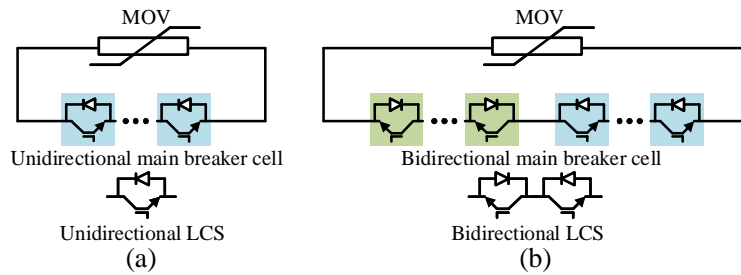 MOV
MOV
Unidirectional main breaker cell
Bidirectional main breaker cell
Unidirectional LCS
Bidirectional LCS
(a)
(b)